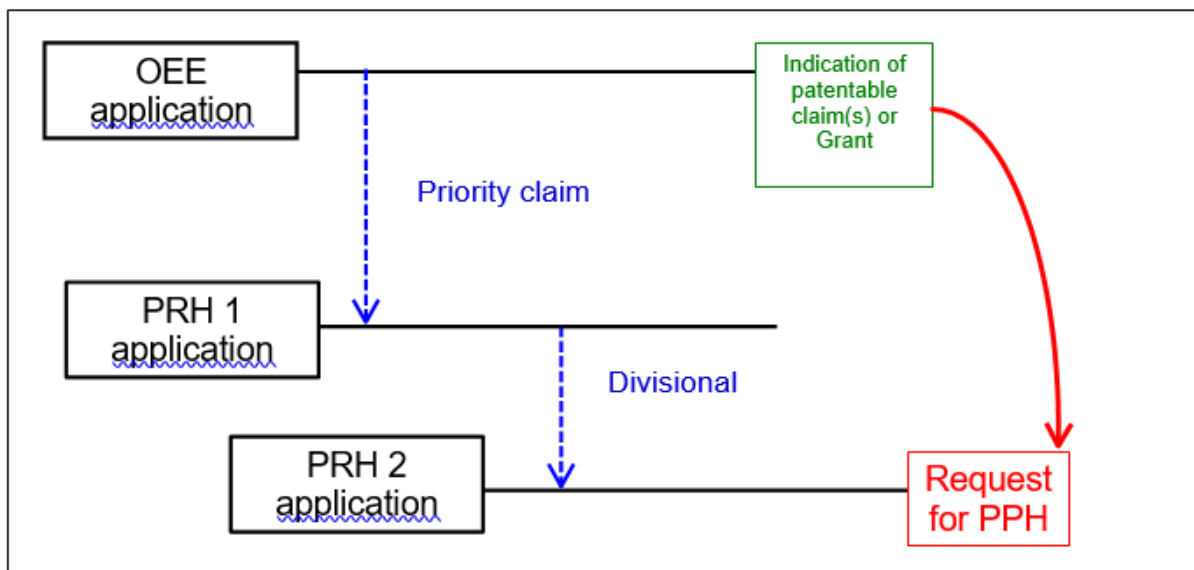 OEE
application
Indication of
patentable
claim(s) or
Grant
Priority claim
PRH 1
application
Divisional
PRH 2
application
Request
for PPH